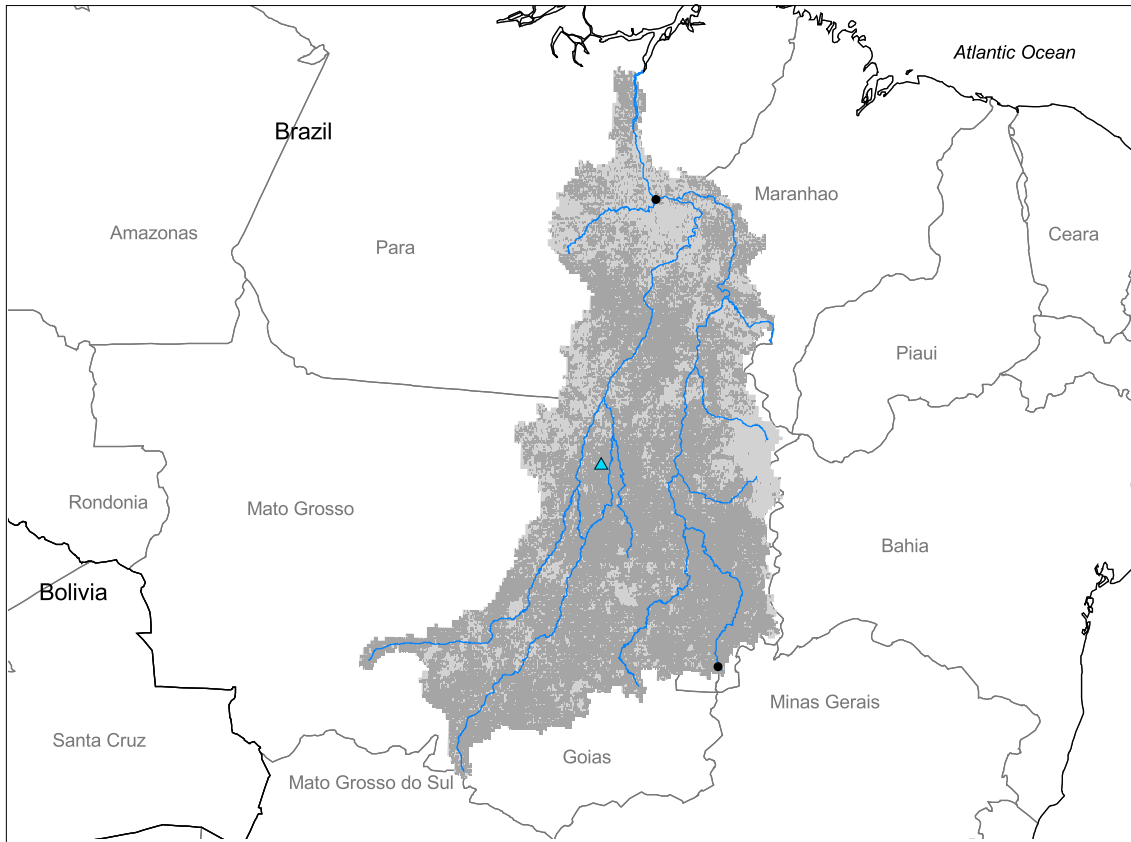 Atlantic Ocean
Brazil
Maranhao
Amazonas
Para
Ceara
Piaui
Rondonia
Mato Grosso
Bahia
Bolivia
Minas Gerais
Santa Cruz
Goias
Mato Grosso do Sul